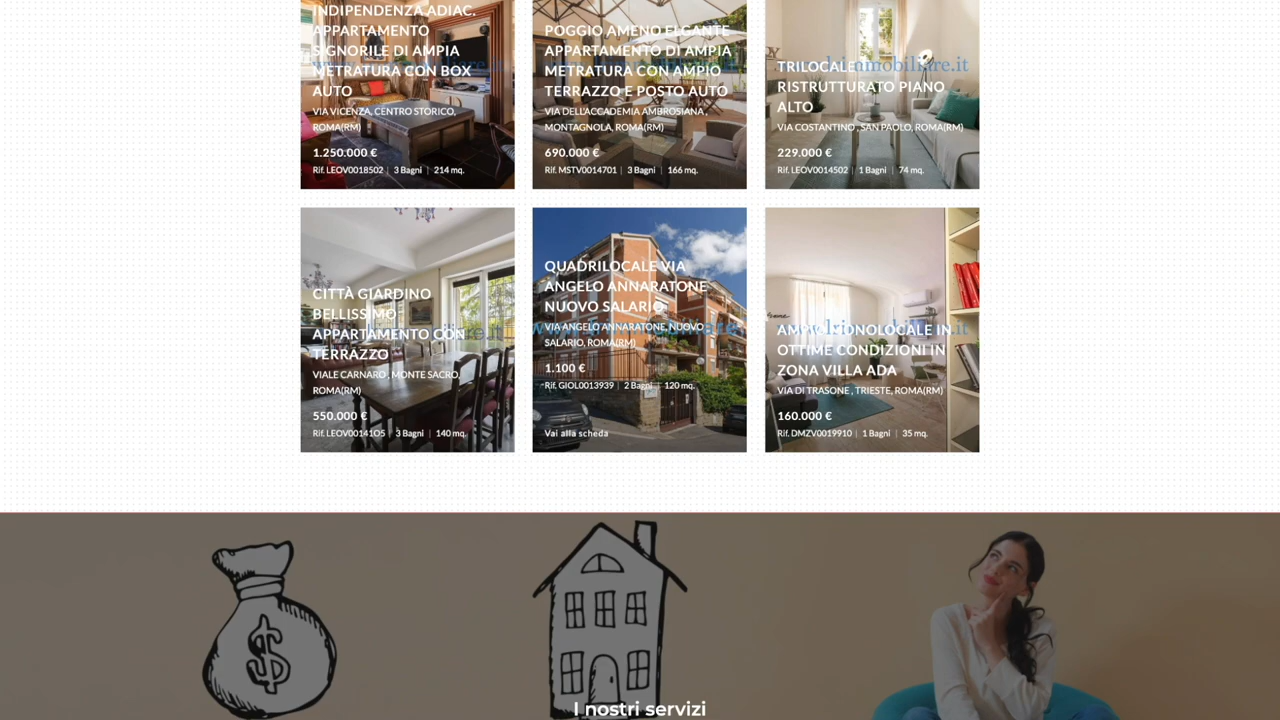 INDIPENDENZA ADIAC.
APPARTAMENTO
SIGNORILE DI AMPIA
METRATURA CON BOX
AUTO
VIA VICENZA, CENTRO STORICO,
ROMA(RM)
1.250.000 €
Rif. LEOV0018502 | 3 Bagni | 214 mq.
POGGIO AMENO ELGANTE
APPARTAMENTO DI AMPIA
METRATURA CON AMPIO
TERRAZZO E POSTO AUTO
VIA DELL'ACCADEMIA AMBROSIANA ,
MONTAGNOLA, ROMA(RM)
690.000 €
Rif. MSTV0014701 | 3 Bagni | 166 mq.
TRILOCALE
RISTRUTTURATO PIANO
ALTO
VIA COSTANTINO , SAN PAOLO, ROMA(RM)
229.000 €
Rif. LEOV0014502 | 1 Bagni | 74 mq.
CITTÀ GIARDINO
BELLISSIMO
APPARTAMENTO CON
TERRAZZO
VIALE CARNARO , MONTE SACRO,
ROMA(RM)
550.000 €
Rif. LEOV00141O5 | 3 Bagni | 140 mq.
QUADRILOCALE VIA
ANGELO ANNARATONE
NUOVO SALARIO
VIA ANGELO ANNARATONE, NUOVO
SALARIO, ROMA(RM)
1.100 €
Rif. GIOL0013939 | 2 Bagni | 120 mq.
Vai alla scheda
AMPIO MONOLOCALE IN
OTTIME CONDIZIONI IN
ZONA VILLA ADA
VIA DI TRASONE , TRIESTE, ROMA(RM)
160.000 €
Rif. DMZV0019910 | 1 Bagni | 35 mq.
$
I nostri servizi